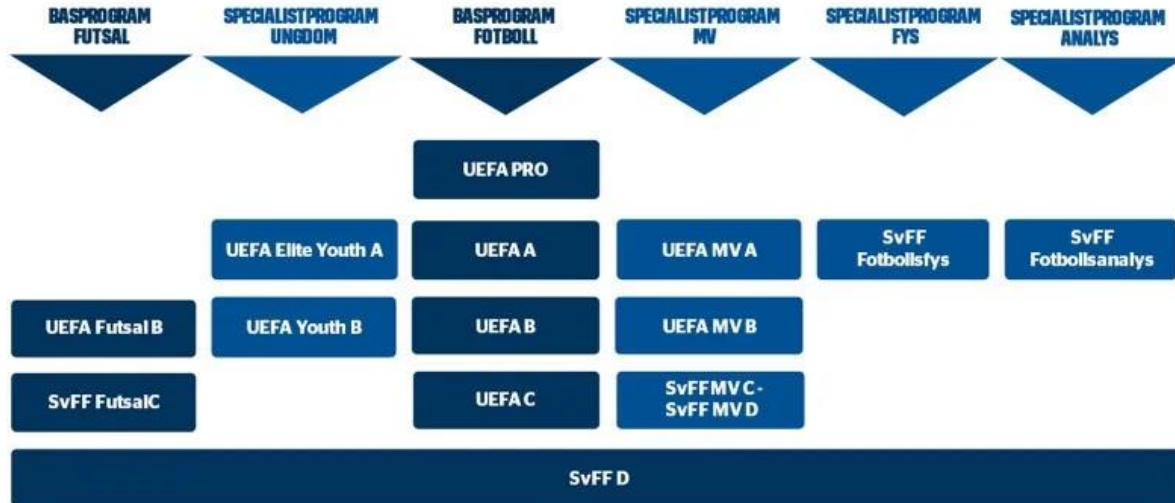 BASPROGRAM
FUTSAL
SPECIALISTPROGRAM
UNGDOM
BASPROGRAM
FOTBOLL
SPECIALISTPROGRAM
MV
SPECIALISTPROGRAM
FYS
SPECIALISTPROGRAM
ANALYS
UEFA PRO
UEFA Elite Youth A
UEFA A
UEFA MV A
SvFF
Fotbollsfys
SvFF
Fotbollsanalys
UEFA Futsal B
UEFA Youth B
UEFA B
UEFA MV B
SvFF FutsalC
UEFA C
SvFF MV C -
SvFF MV D
SvFF D